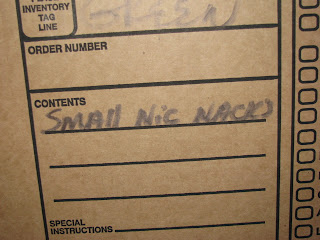 INVENTORY
TAG
LINE
ORDER NUMBER
CONTENTS
SMAll NiC NACKS
SPECIAL
INSTRUCTIONS